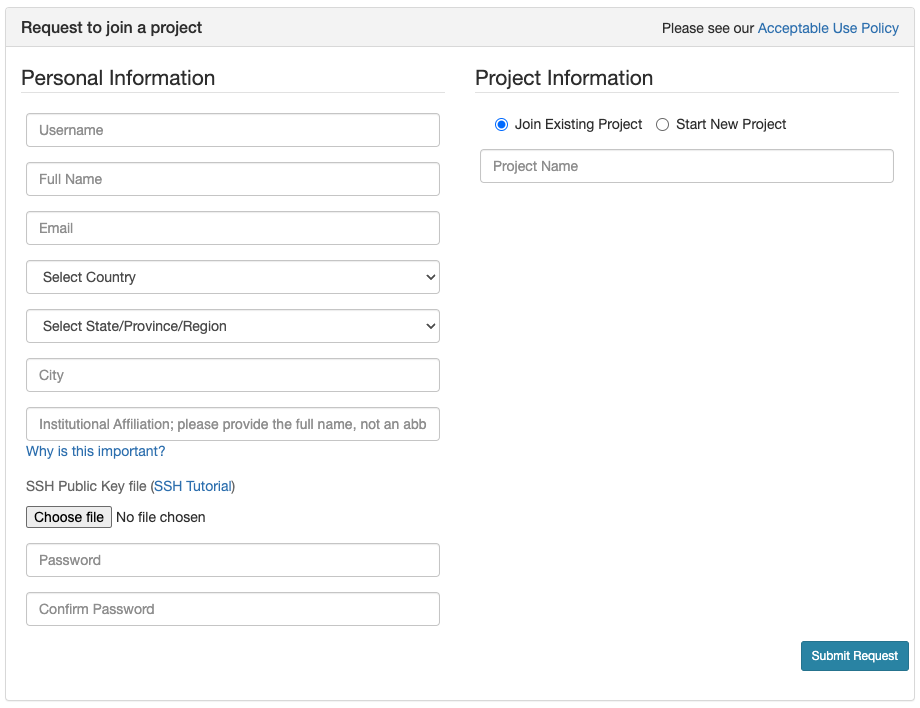 Request to join a project
Please see our Acceptable Use Policy
Personal Information
Username
Full Name
Email
Select Country
Select State/Province/Region
City
Institutional Affiliation; please provide the full name, not an abb
Why is this important?
SSH Public Key file (SSH Tutorial)
Choose file No file chosen
Password
Confirm Password
Project Information
Join Existing Project Start New Project
Project Name
Submit Request